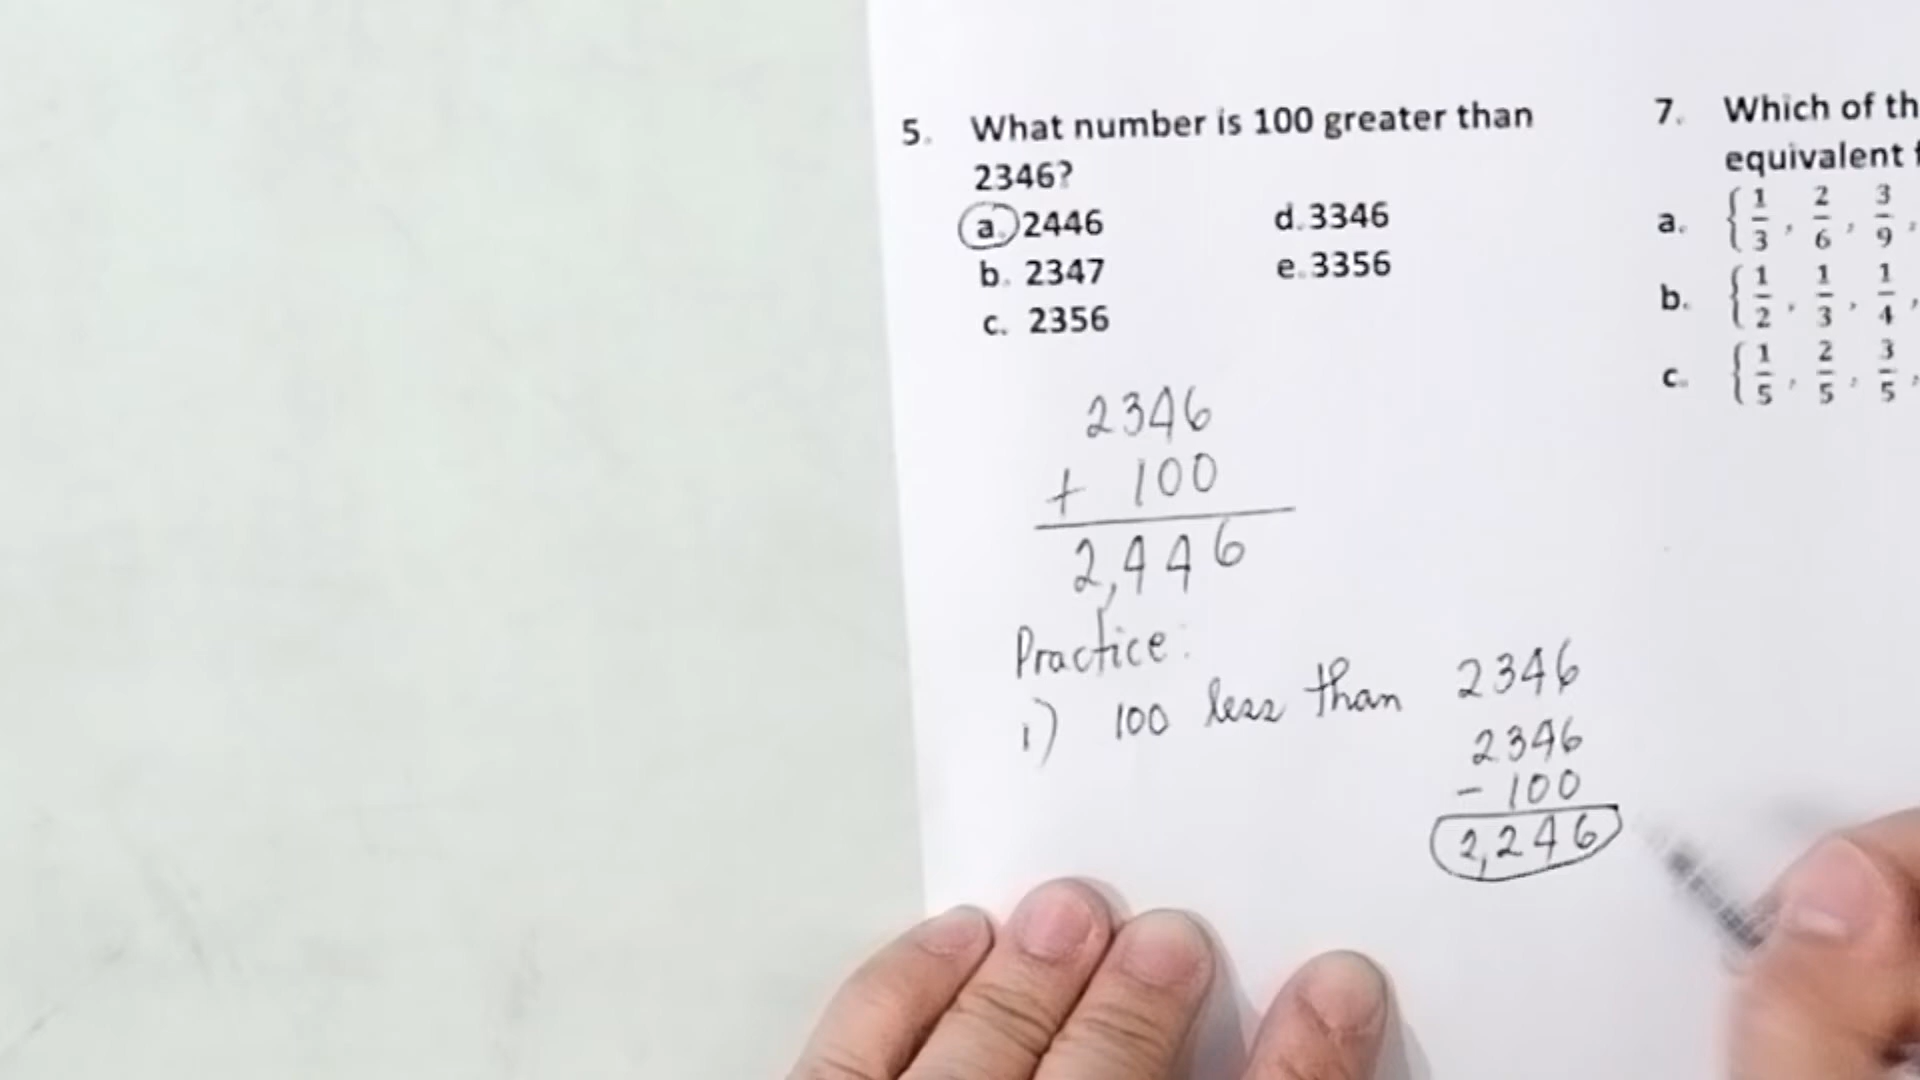 5. What number is 100 greater than
2346?
a. 2446
b. 2347
c. 2356
d. 3346
e. 3356
2346
+ 100
2,446
Practice:
1) 100 less than 2346
2346
- 100
2,246
7. Which of th
equivalent f
a. { 1/3 , 2/6 , 3/9 ,
b. { 1/2 , 1/3 , 1/4 ,
c. { 1/5 , 2/5 , 3/5 ,